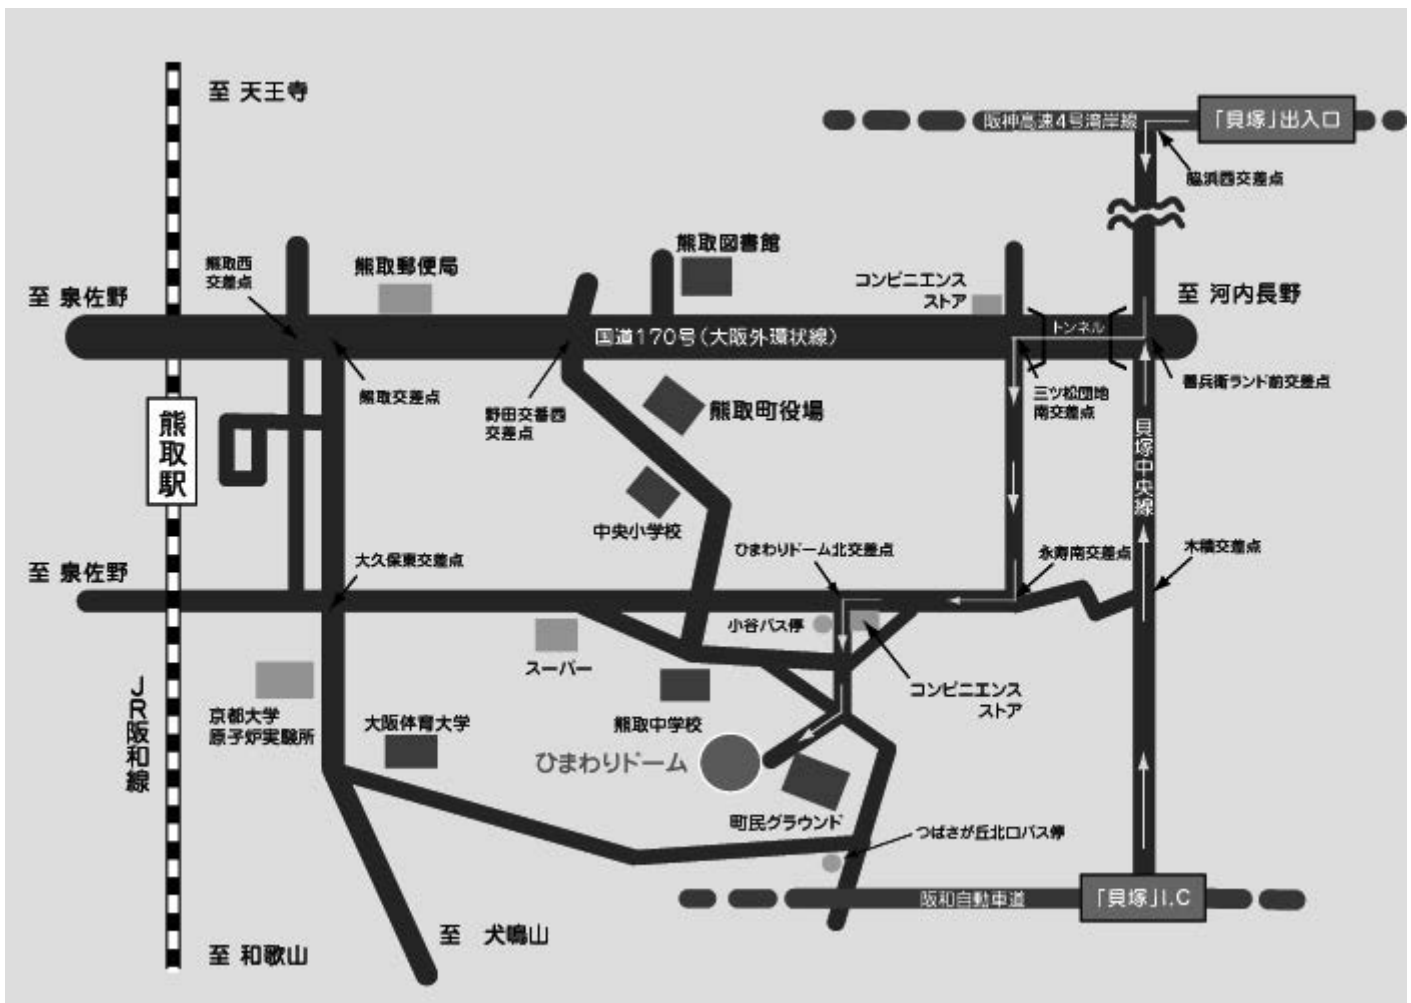 至 天王寺
阪神高速4号湾岸線
「貝塚」出入口
脇浜西交差点
熊取西
交差点
熊取郵便局
熊取図書館
コンビニエンス
ストア
至 泉佐野
至 河内長野
国道170号(大阪外環状線)
トンネル
熊取交差点
野田交番西
交差点
熊取町役場
三ツ松団地
南交差点
善兵衛ランド前交差点
熊取駅
貝塚中央線
中央小学校
ひまわりドーム北交差点
永寿南交差点
木積交差点
大久保東交差点
至 泉佐野
小谷バス停
スーパー
コンビニエンス
ストア
JR阪和線
京都大学
原子炉実験所
大阪体育大学
熊取中学校
ひまわりドーム
町民グラウンド
つばさが丘北口バス停
阪和自動車道
「貝塚」I.C
至 犬鳴山
至 和歌山